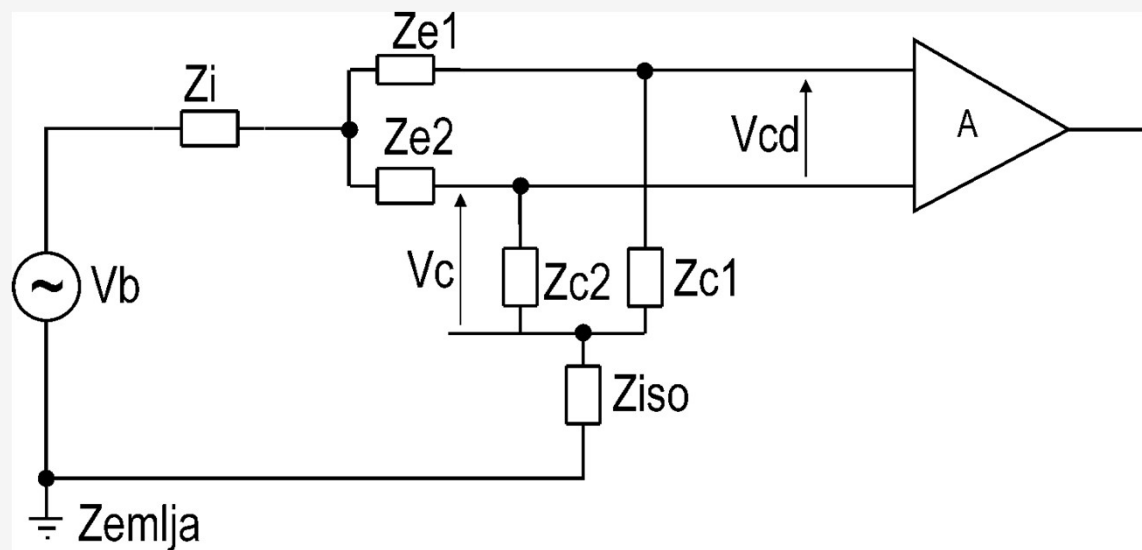 Ze1
Zi
Ze2
Vcd
A
Vb
Vc
Zc2
Zc1
Ziso
Zemlja
~